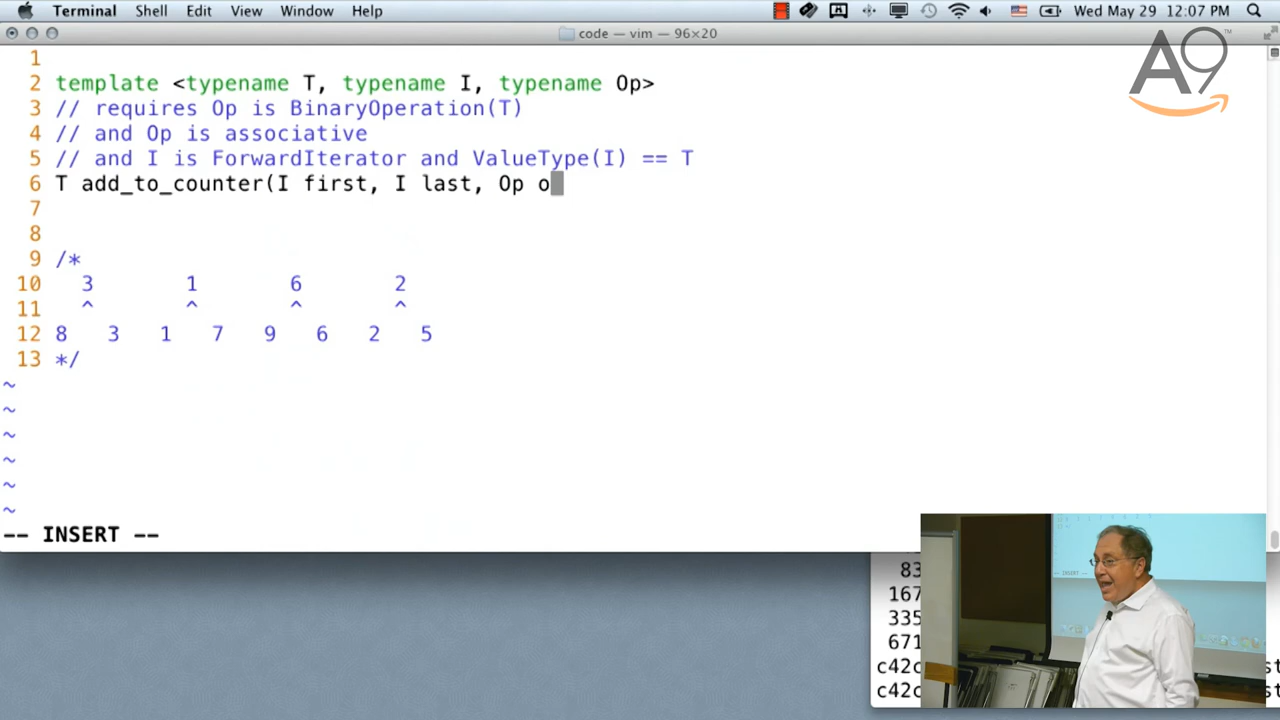 Terminal Shell Edit View Window Help Wed May 29 12:07 PM
code — vim — 96×20
A9™
1
2 template <typename T, typename I, typename Op>
3 // requires Op is BinaryOperation(T)
4 // and Op is associative
5 // and I is ForwardIterator and ValueType(I) == T
6 T add_to_counter(I first, I last, Op o
7
8
9 /*
10 3 1 6 2
11 ^ ^ ^ ^
12 8 3 1 7 9 6 2 5
13 */
~
~
~
~
~
~
-- INSERT --
83
167
335
671
c42c
c42c